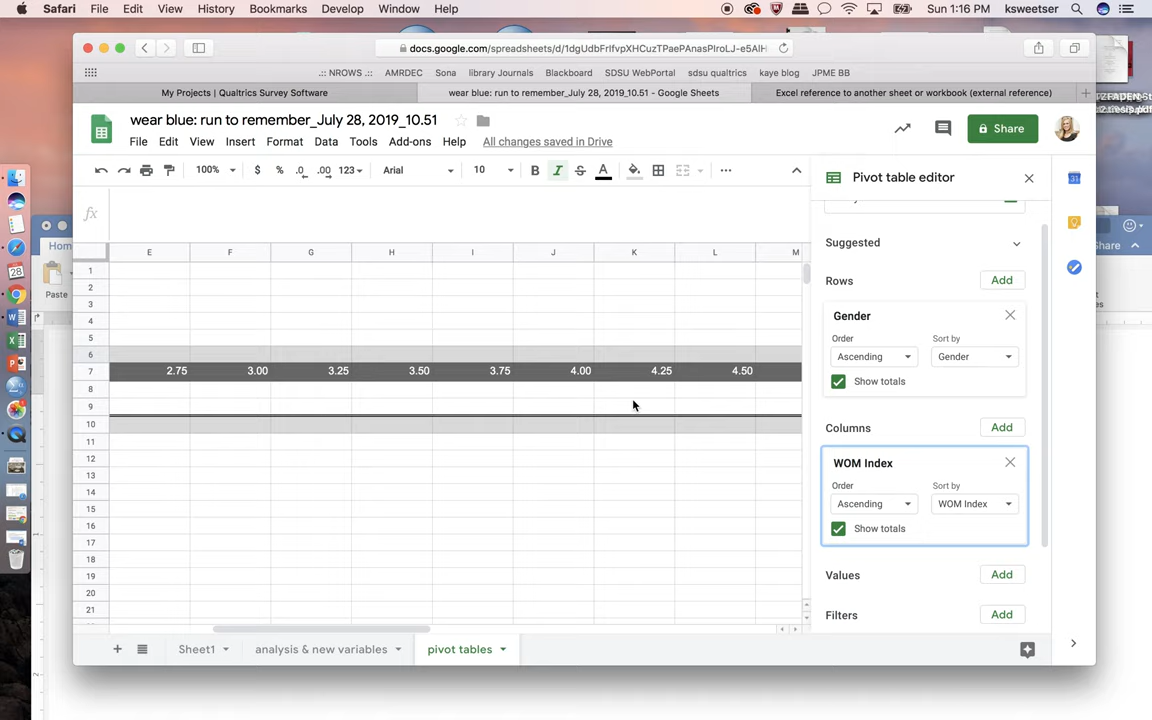 Safari File Edit View History Bookmarks Develop Window Help Sun 1:16 PM ksweetser
docs.google.com/spreadsheets/d/1dgUdbFrIfvpXHCuzTPaePAnasPIroLJ-e5AIH
.:: NROWS ::. AMRDEC Sona library Journals Blackboard SDSU WebPortal sdsu qualtrics kaye blog JPME BB
My Projects | Qualtrics Survey Software wear blue: run to remember_July 28, 2019_10.51 - Google Sheets Excel reference to another sheet or workbook (external reference)
wear blue: run to remember_July 28, 2019_10.51
Share
File Edit View Insert Format Data Tools Add-ons Help All changes saved in Drive
100% $ % .0 .00 123 Arial 10 B I S A
Pivot table editor
31
fx
Home
Share
28
Paste
E F G H I J K L M
Suggested
1
2
Rows Add
3
4
Gender
5
Order Sort by
6
Ascending Gender
7 2.75 3.00 3.25 3.50 3.75 4.00 4.25 4.50
Show totals
8
9
10
Columns Add
11
12
WOM Index
13
Order Sort by
14
Ascending WOM Index
15
16
Show totals
17
18
19
Values Add
20
21
Filters Add
Sheet1 analysis & new variables pivot tables